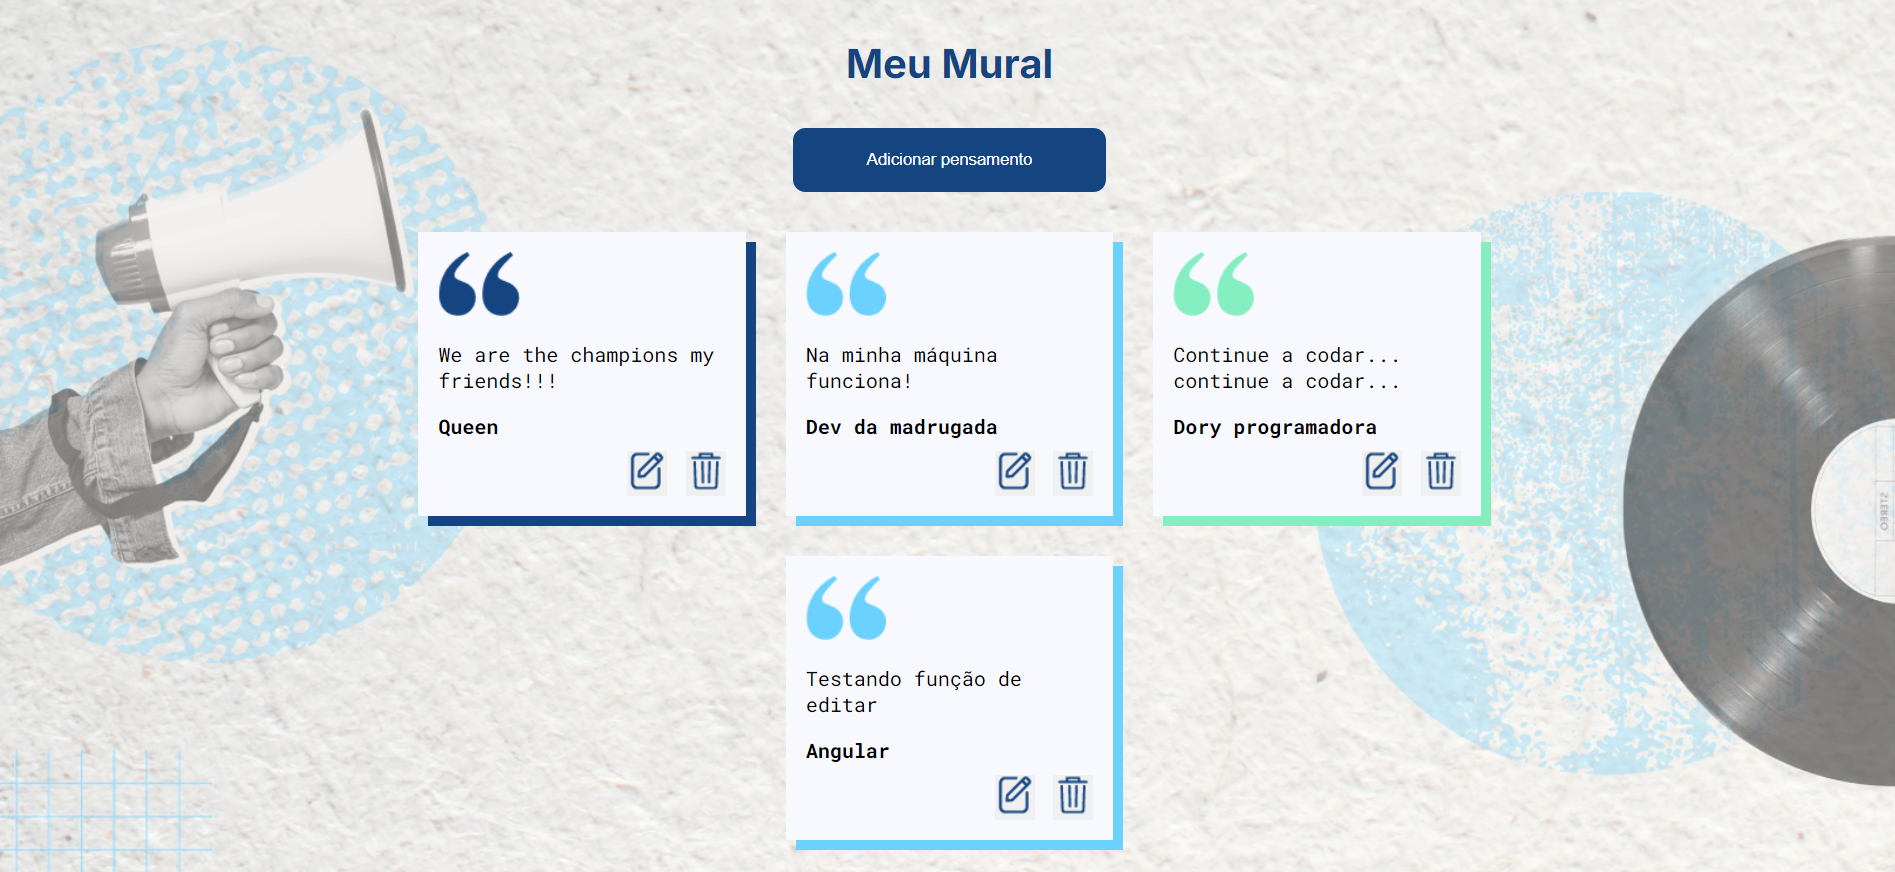 Meu Mural
Adicionar pensamento
We are the champions my
friends!!!
Queen
Na minha máquina
funciona!
Dev da madrugada
Continue a codar...
continue a codar...
Dory programadora
Testando função de
editar
Angular
STEREO